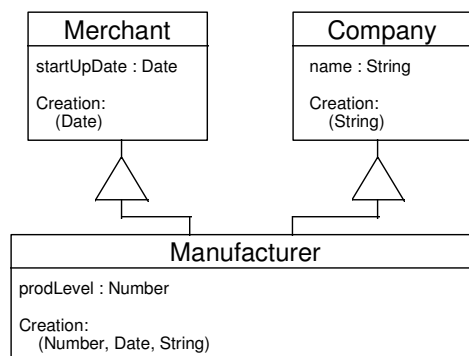 Merchant
startUpDate : Date
Creation:
(Date)
Company
name : String
Creation:
(String)
Manufacturer
prodLevel : Number
Creation:
(Number, Date, String)